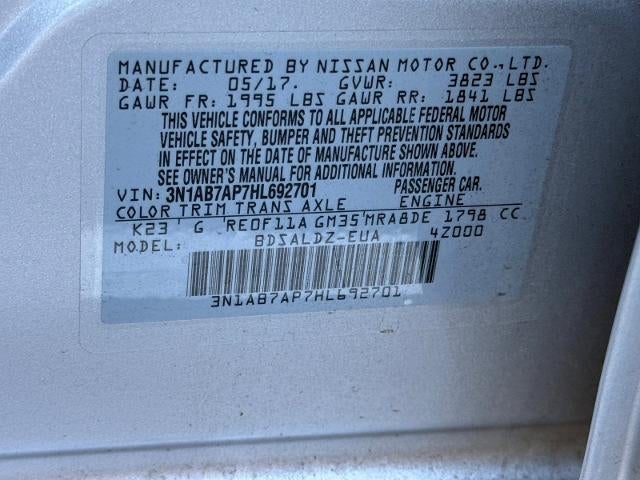 MANUFACTURED BY NISSAN MOTOR CO.,LTD.
DATE: 05/17. GVWR: 3823 LBS
GAWR FR: 1995 LBS GAWR RR: 1841 LBS
THIS VEHICLE CONFORMS TO ALL APPLICABLE FEDERAL MOTOR
VEHICLE SAFETY, BUMPER AND THEFT PREVENTION STANDARDS
IN EFFECT ON THE DATE OF MANUFACTURE SHOWN ABOVE.
SEE OWNER'S MANUAL FOR ADDITIONAL INFORMATION
VIN: 3N1AB7AP7HL692701 PASSENGER CAR.
COLOR TRIM TRANS AXLE ENGINE
K23 G RE0F11A GM35 MRA8DE 1798 CC
MODEL: BDSALDZ-EUA 4Z000
3N1AB7AP7HL692701